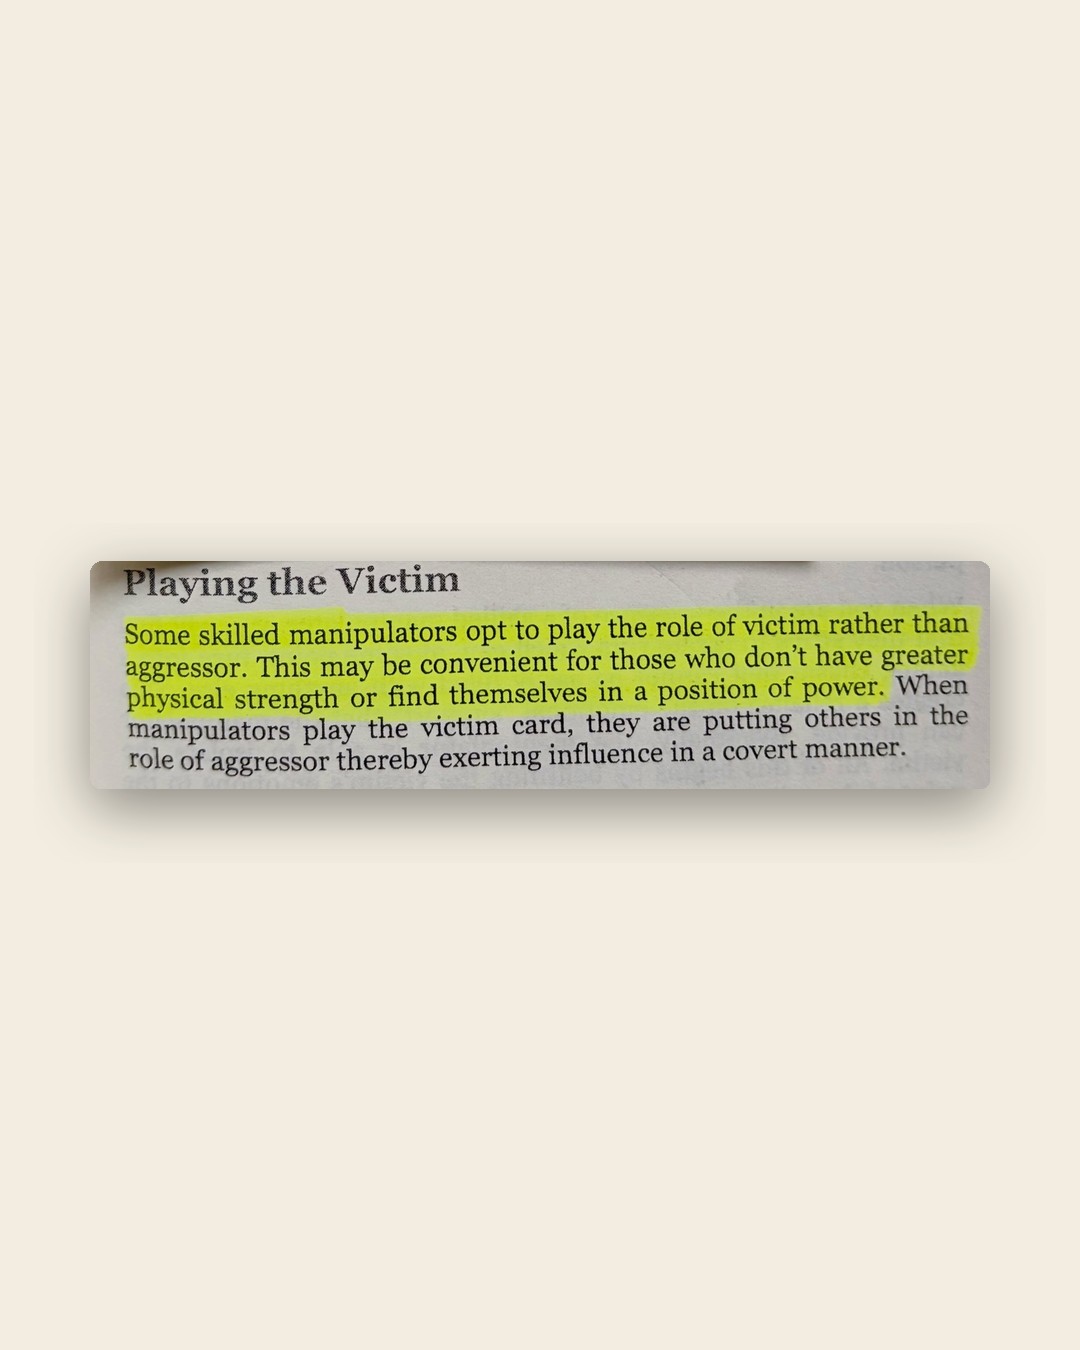 Playing the Victim
Some skilled manipulators opt to play the role of victim rather than
aggressor. This may be convenient for those who don't have greater
physical strength or find themselves in a position of power. When
manipulators play the victim card, they are putting others in the
role of aggressor thereby exerting influence in a covert manner.